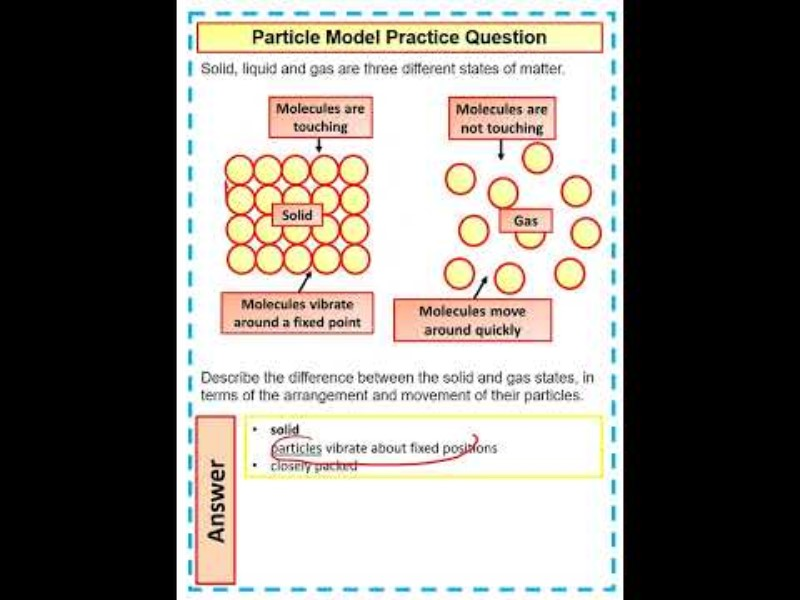 Particle Model Practice Question
Solid, liquid and gas are three different states of matter.
Molecules are
touching
Molecules are
not touching
Solid
Gas
Molecules vibrate
around a fixed point
Molecules move
around quickly
Describe the difference between the solid and gas states, in
terms of the arrangement and movement of their particles.
Answer
• solid
particles vibrate about fixed positions
• closely packed